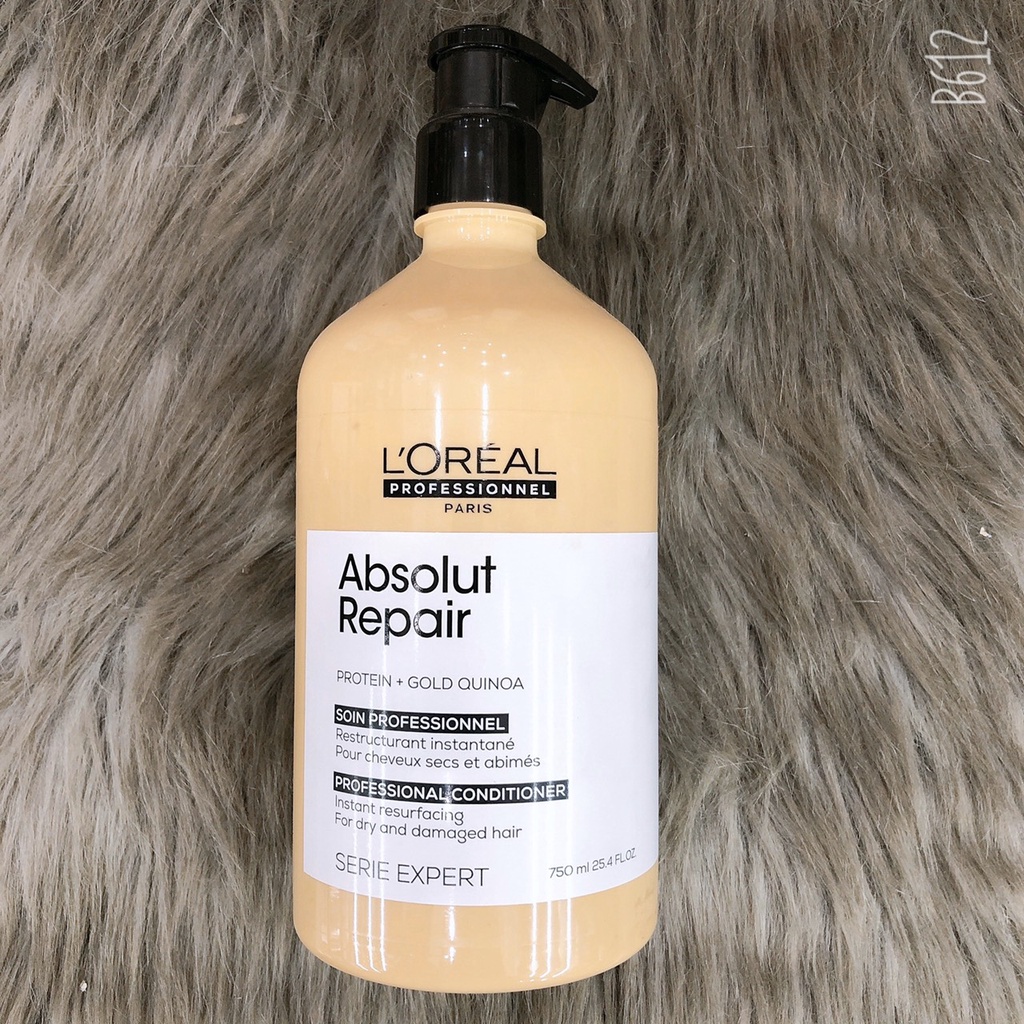 B612
L'ORÉAL
PROFESSIONNEL
PARIS
Absolut
Repair
PROTEIN + GOLD QUINOA
SOIN PROFESSIONNEL
Restructurant instantané
Pour cheveux secs et abimés
PROFESSIONAL CONDITIONER
Instant resurfacing
For dry and damaged hair
SERIE EXPERT
750 ml 25.4 FL.OZ.